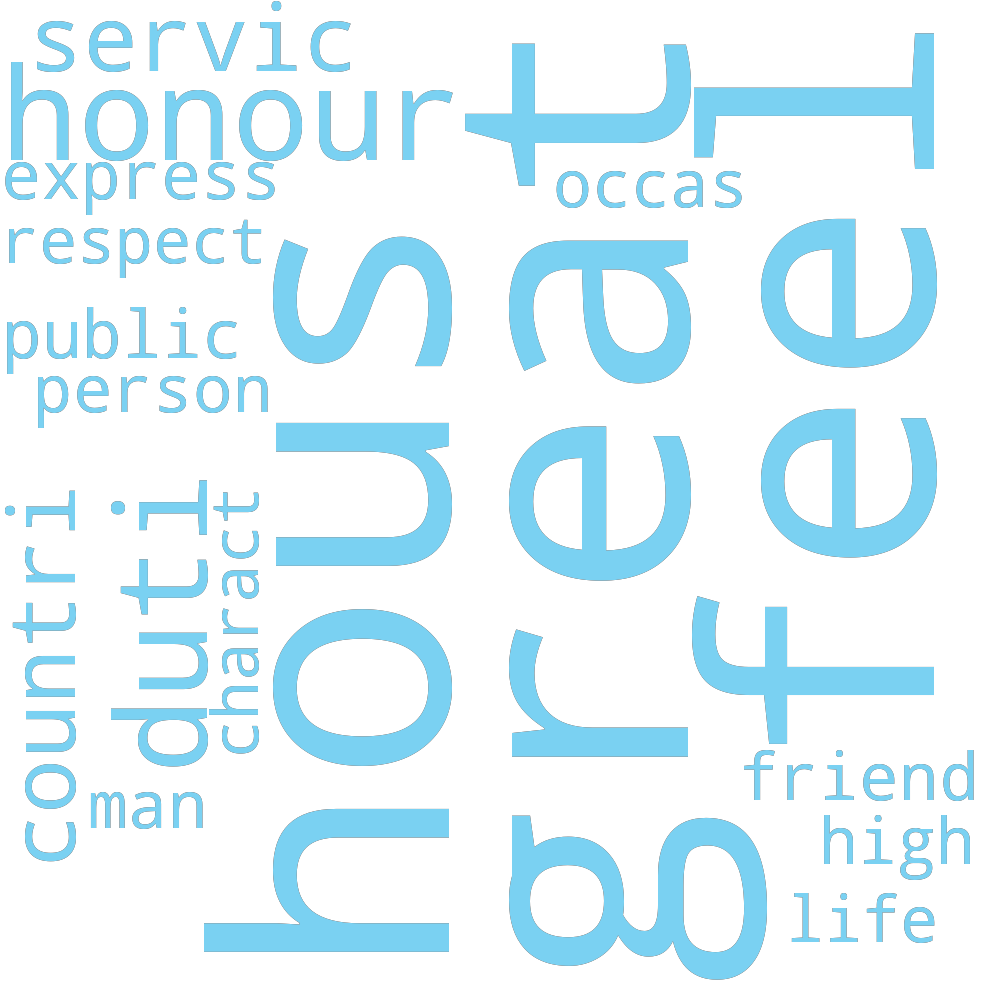 servic
honour
express
respect
public
person
countri
duti
charact
man
hous
great
feel
occas
friend
high
life